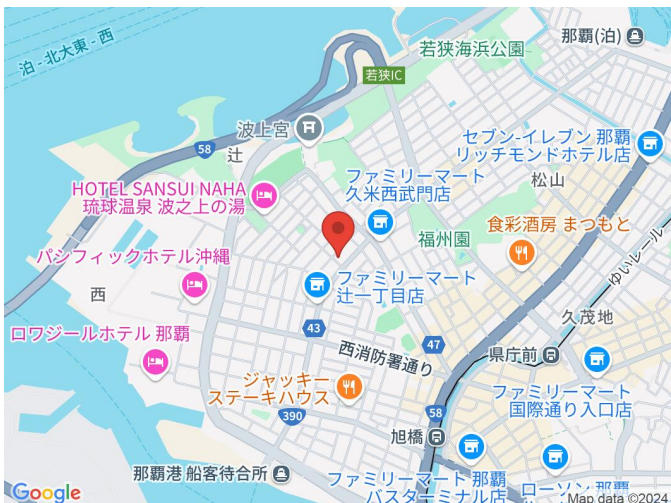 泊 - 北大東 - 西
若狭海浜公園
那覇(泊)
若狭IC
波上宮
58
辻
セブン-イレブン 那覇
リッチモンドホテル店
HOTEL SANSUI NAHA
琉球温泉 波之上の湯
ファミリーマート
久米西武門店
松山
福州園
食彩酒房 まつもと
ゆいレール
パシフィックホテル沖縄
西
ファミリーマート
辻一丁目店
久茂地
43
47
ロワジールホテル 那覇
西消防署通り
県庁前
ジャッキー
ステーキハウス
ファミリーマート
国際通り入口店
390
58
旭橋
那覇港 船客待合所
ファミリーマート 那覇
バスターミナル店
ローソン 那覇
Google
Map data ©2024